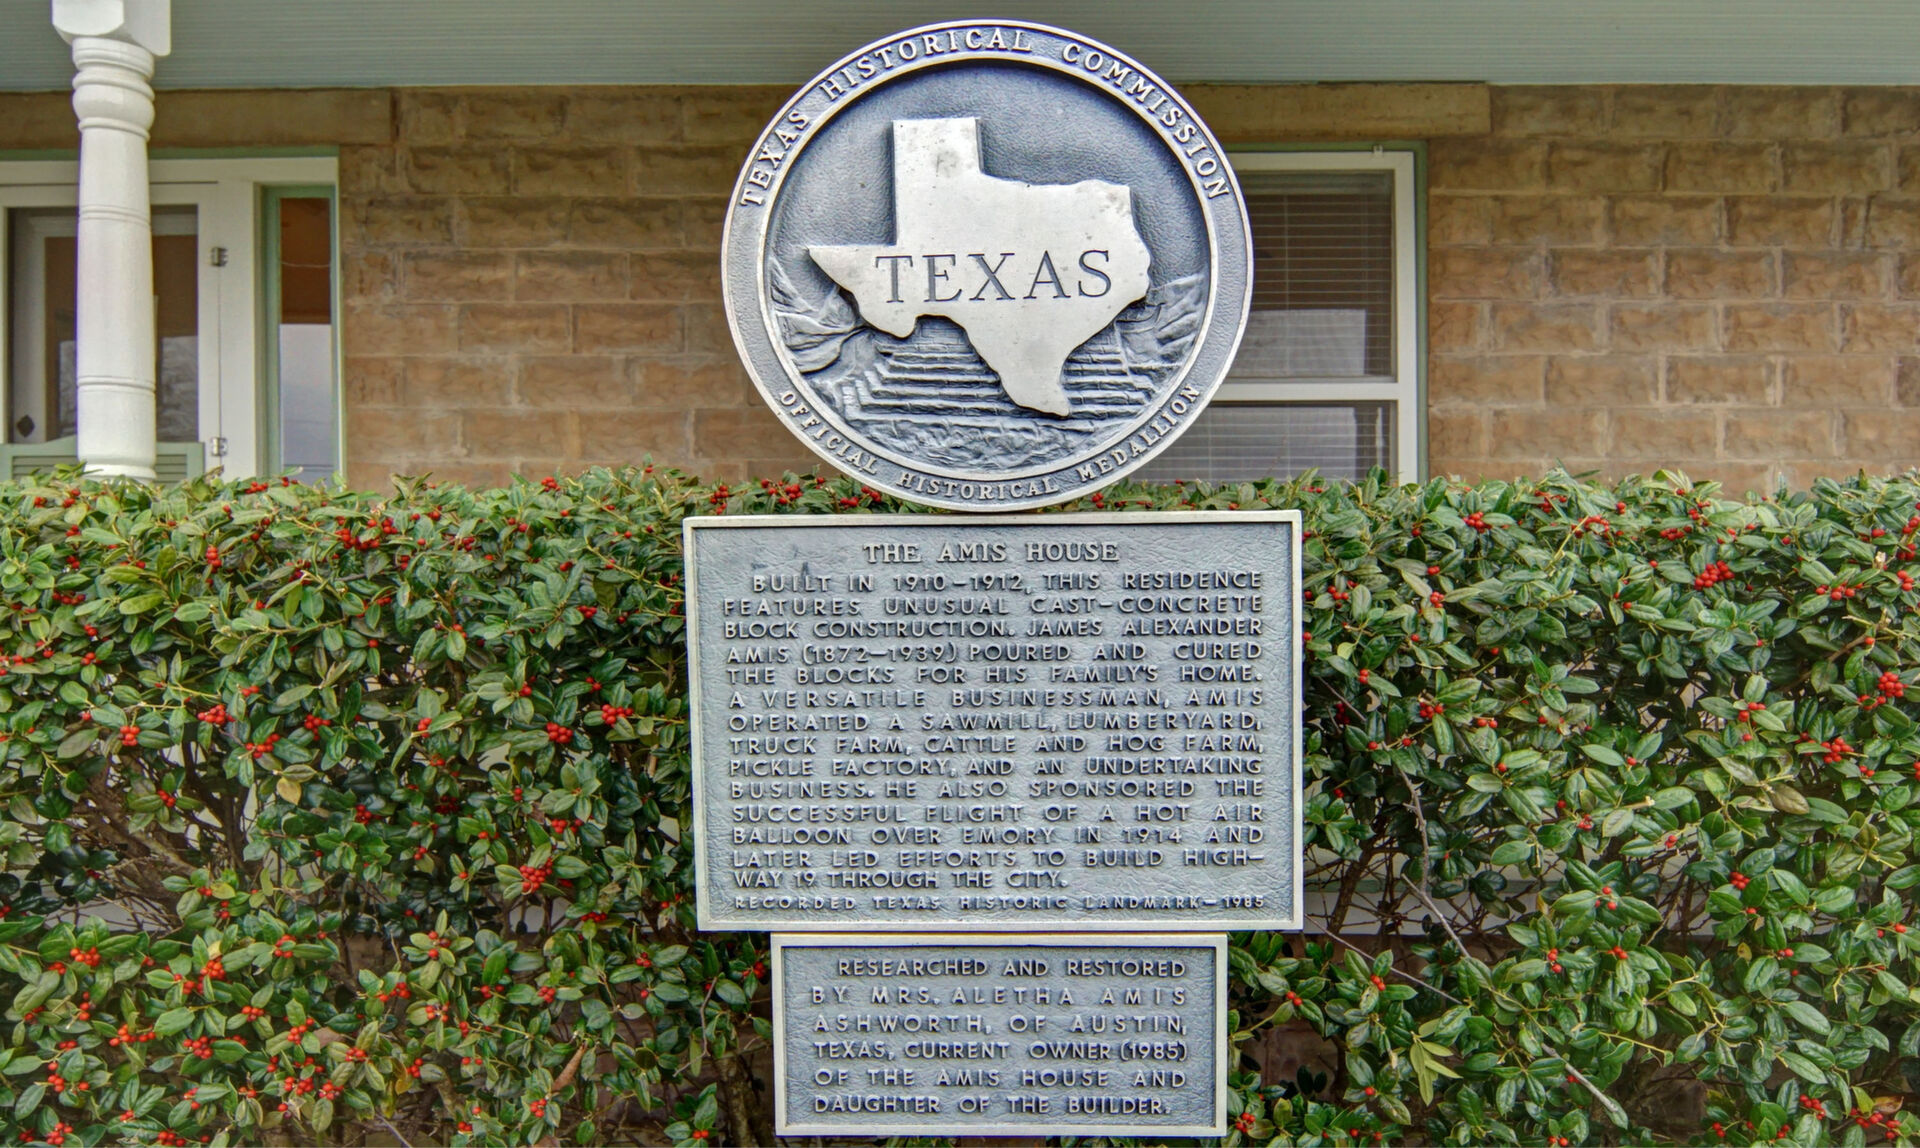 TEXAS HISTORICAL COMMISSION
TEXAS
OFFICIAL HISTORICAL MEDALLION
THE AMIS HOUSE
BUILT IN 1910-1912, THIS RESIDENCE
FEATURES UNUSUAL CAST-CONCRETE
BLOCK CONSTRUCTION. JAMES ALEXANDER
AMIS (1872-1939) POURED AND CURED
THE BLOCKS FOR HIS FAMILY'S HOME.
A VERSATILE BUSINESSMAN, AMIS
OPERATED A SAWMILL, LUMBERYARD,
TRUCK FARM, CATTLE AND HOG FARM,
PICKLE FACTORY, AND AN UNDERTAKING
BUSINESS. HE ALSO SPONSORED THE
SUCCESSFUL FLIGHT OF A HOT AIR
BALLOON OVER EMORY IN 1914 AND
LATER LED EFFORTS TO BUILD HIGH-
WAY 19 THROUGH THE CITY.
RECORDED TEXAS HISTORIC LANDMARK-1985
RESEARCHED AND RESTORED
BY MRS. ALETHA AMIS
ASHWORTH, OF AUSTIN,
TEXAS, CURRENT OWNER (1985)
OF THE AMIS HOUSE AND
DAUGHTER OF THE BUILDER.